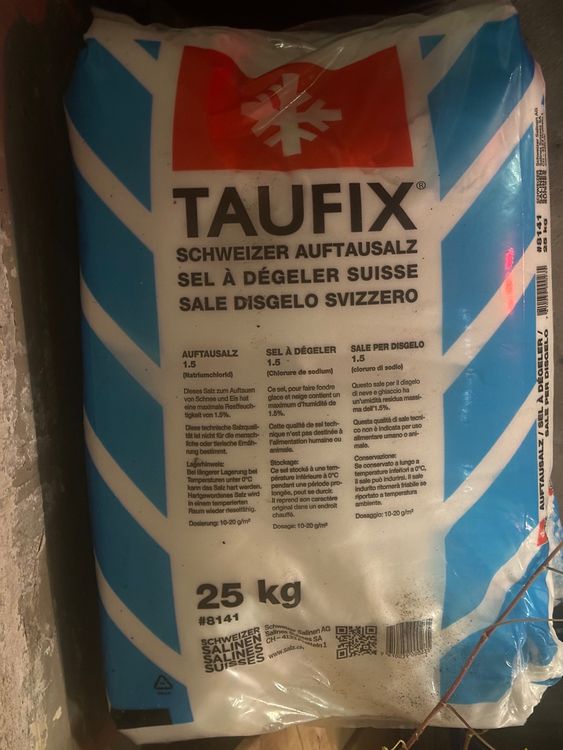 TAUFIX®
SCHWEIZER AUFTAUSALZ
SEL À DÉGELER SUISSE
SALE DISGELO SVIZZERO
AUFTAUSALZ
1.5
(Natriumchlorid)
Dieses Salz zum Auftauen
von Schnee und Eis hat
eine maximale Restfeuch-
tigkeit von 1.5%.
Diese technische Salzquali-
tät ist nicht für die mensch-
liche oder tierische Ernäh-
rung bestimmt.
Lagerhinweis:
Bei längerer Lagerung bei
Temperaturen unter 0°C
kann das Salz hart werden.
Hartgewordenes Salz wird
in einem temperierten
Raum wieder rieselfähig.
Dosierung: 10-20 g/m²
SEL À DÉGELER
1.5
(Chlorure de sodium)
Ce sel, pour faire fondre
glace et neige contient un
maximum d'humidité de
1.5%.
Cette qualité de sel tech-
nique n'est pas destinée à
l'alimentation humaine ou
animale.
Stockage:
Ce sel stocké à une tem-
pérature inférieure à 0°C
pendant une période pro-
longée, peut se durcir.
Il reprend son caractère
original dans un endroit
chauffé.
Dosage: 10-20 g/m²
SALE PER DISGELO
1.5
(cloruro di sodio)
Questo sale per il disgelo
di neve e ghiaccio ha
un'umidità residua massi-
ma dell'1.5%.
Questa qualità di sale tecni-
co non è indicata per uso
alimentare umano o ani-
male.
Conservazione:
Se conservato a lungo a
temperature inferiori a 0°C,
il sale può indurirsi. Il sale
indurito ritornerà friabile se
riportato a temperatura
ambiente.
Dosaggio: 10-20 g/m²
25 kg
#8141
SCHWEIZER
SALINEN
SALINES
SUISSES
Schweizer Salinen AG
Salines Suisses SA
www.salz.ch
Schweizer Salinen AG
#8141
25 kg
AUFTAUSALZ / SEL À DÉGELER /
SALE PER DISGELO